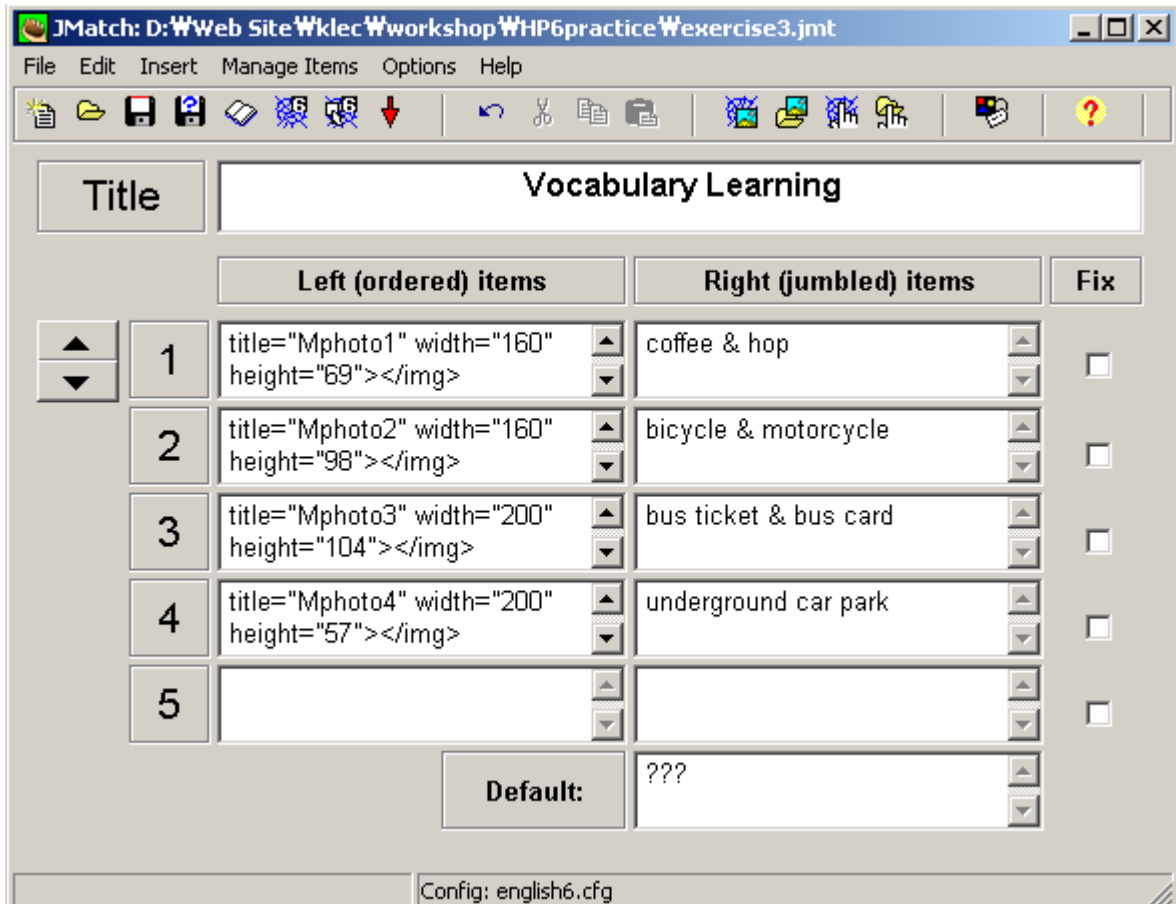 JMatch: D:₩Web Site₩klec₩workshop₩HP6practice₩exercise3.jmt
File Edit Insert Manage Items Options Help
Title
Vocabulary Learning
Left (ordered) items
Right (jumbled) items
Fix
1
title="Mphoto1" width="160"
height="69"></img>
coffee & hop
2
title="Mphoto2" width="160"
height="98"></img>
bicycle & motorcycle
3
title="Mphoto3" width="200"
height="104"></img>
bus ticket & bus card
4
title="Mphoto4" width="200"
height="57"></img>
underground car park
5
Default:
???
Config: english6.cfg